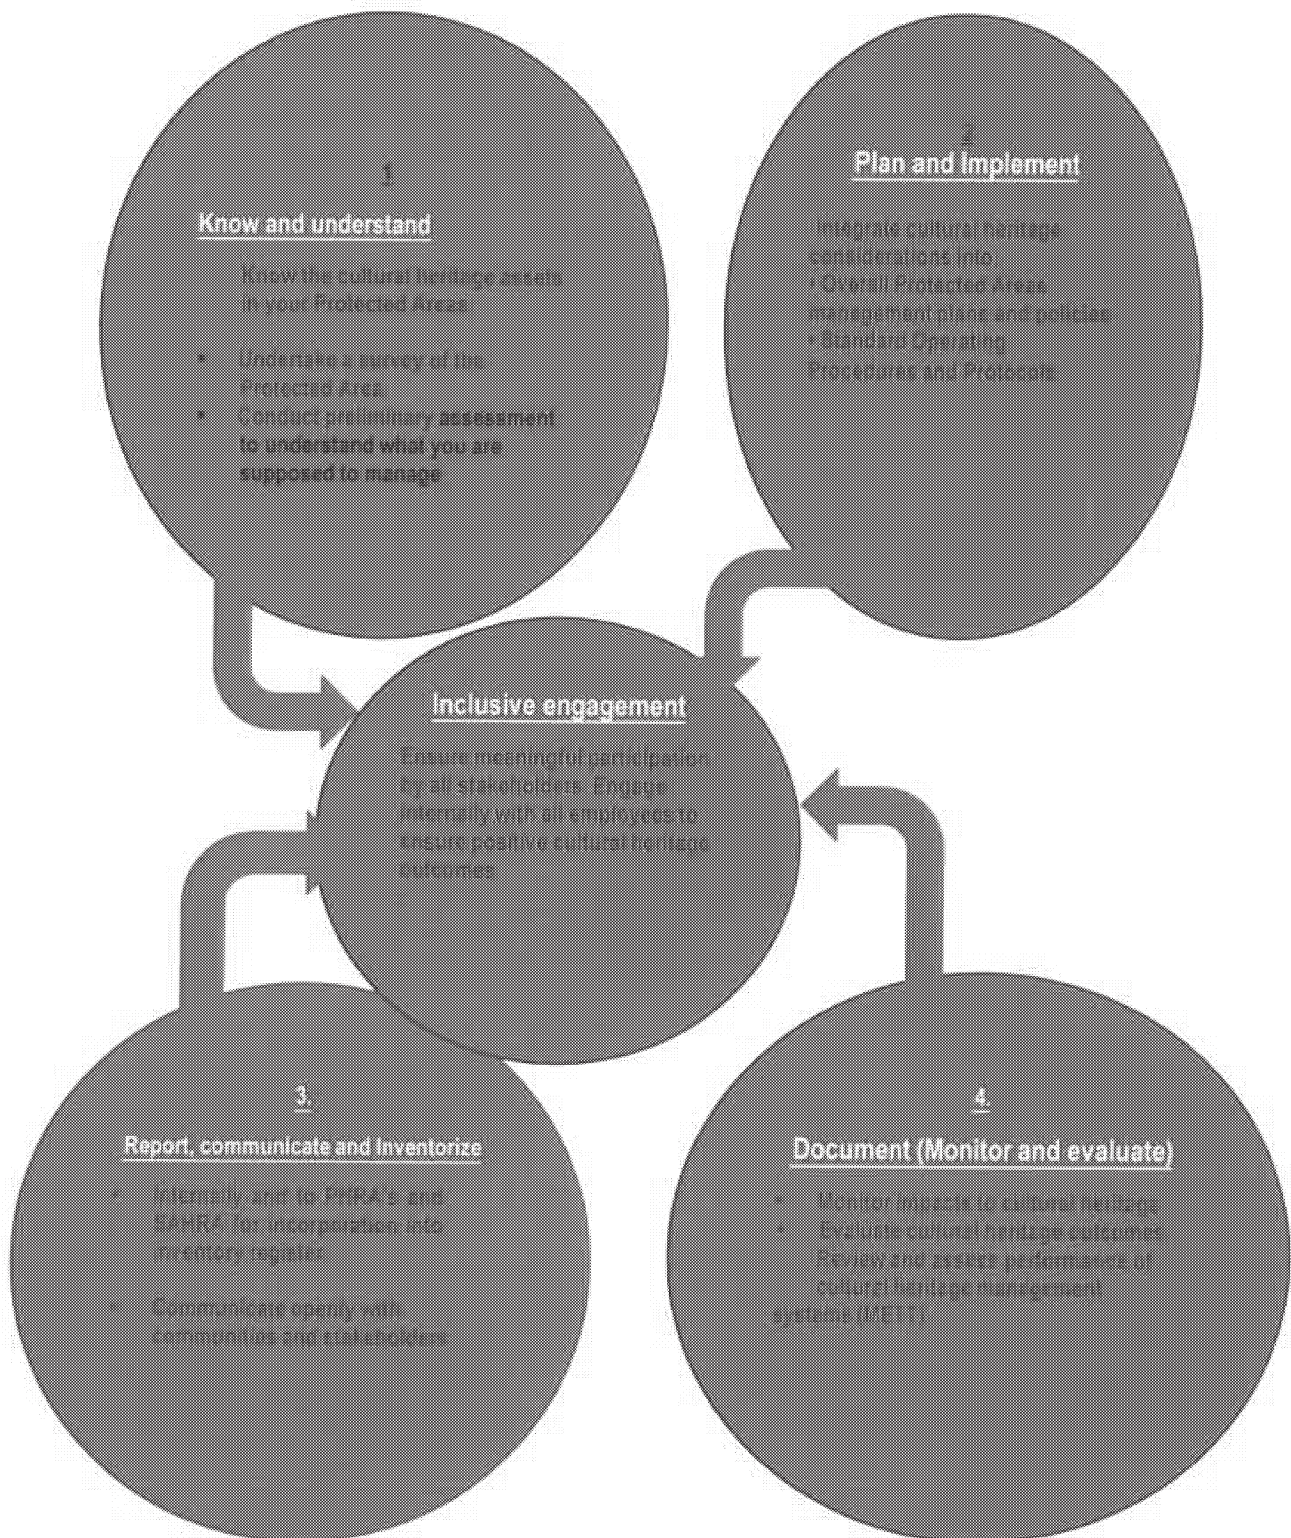 1
Know and understand
Know the cultural heritage assets
in your Protected Areas
▪ Undertake a survey of the
Protected Area.
▪ Conduct preliminary assessment
to understand what you are
supposed to manage
2
Plan and Implement
Integrate cultural heritage
considerations into
• Overall Protected Areas
management plans and policies
• Standard Operating
Procedures and Protocols
Inclusive engagement
Ensure meaningful participation
by all stakeholders. Engage
internally with all employees to
ensure positive cultural heritage
outcomes
3.
Report, communicate and Inventorize
• Internally and to PHRA's and
SAHRA for incorporation into
inventory register
• Communicate openly with
communities and stakeholders
4.
Document (Monitor and evaluate)
• Monitor impacts to cultural heritage
• Evaluate cultural heritage outcomes
Review and assess performance of
cultural heritage management
systems (METT)